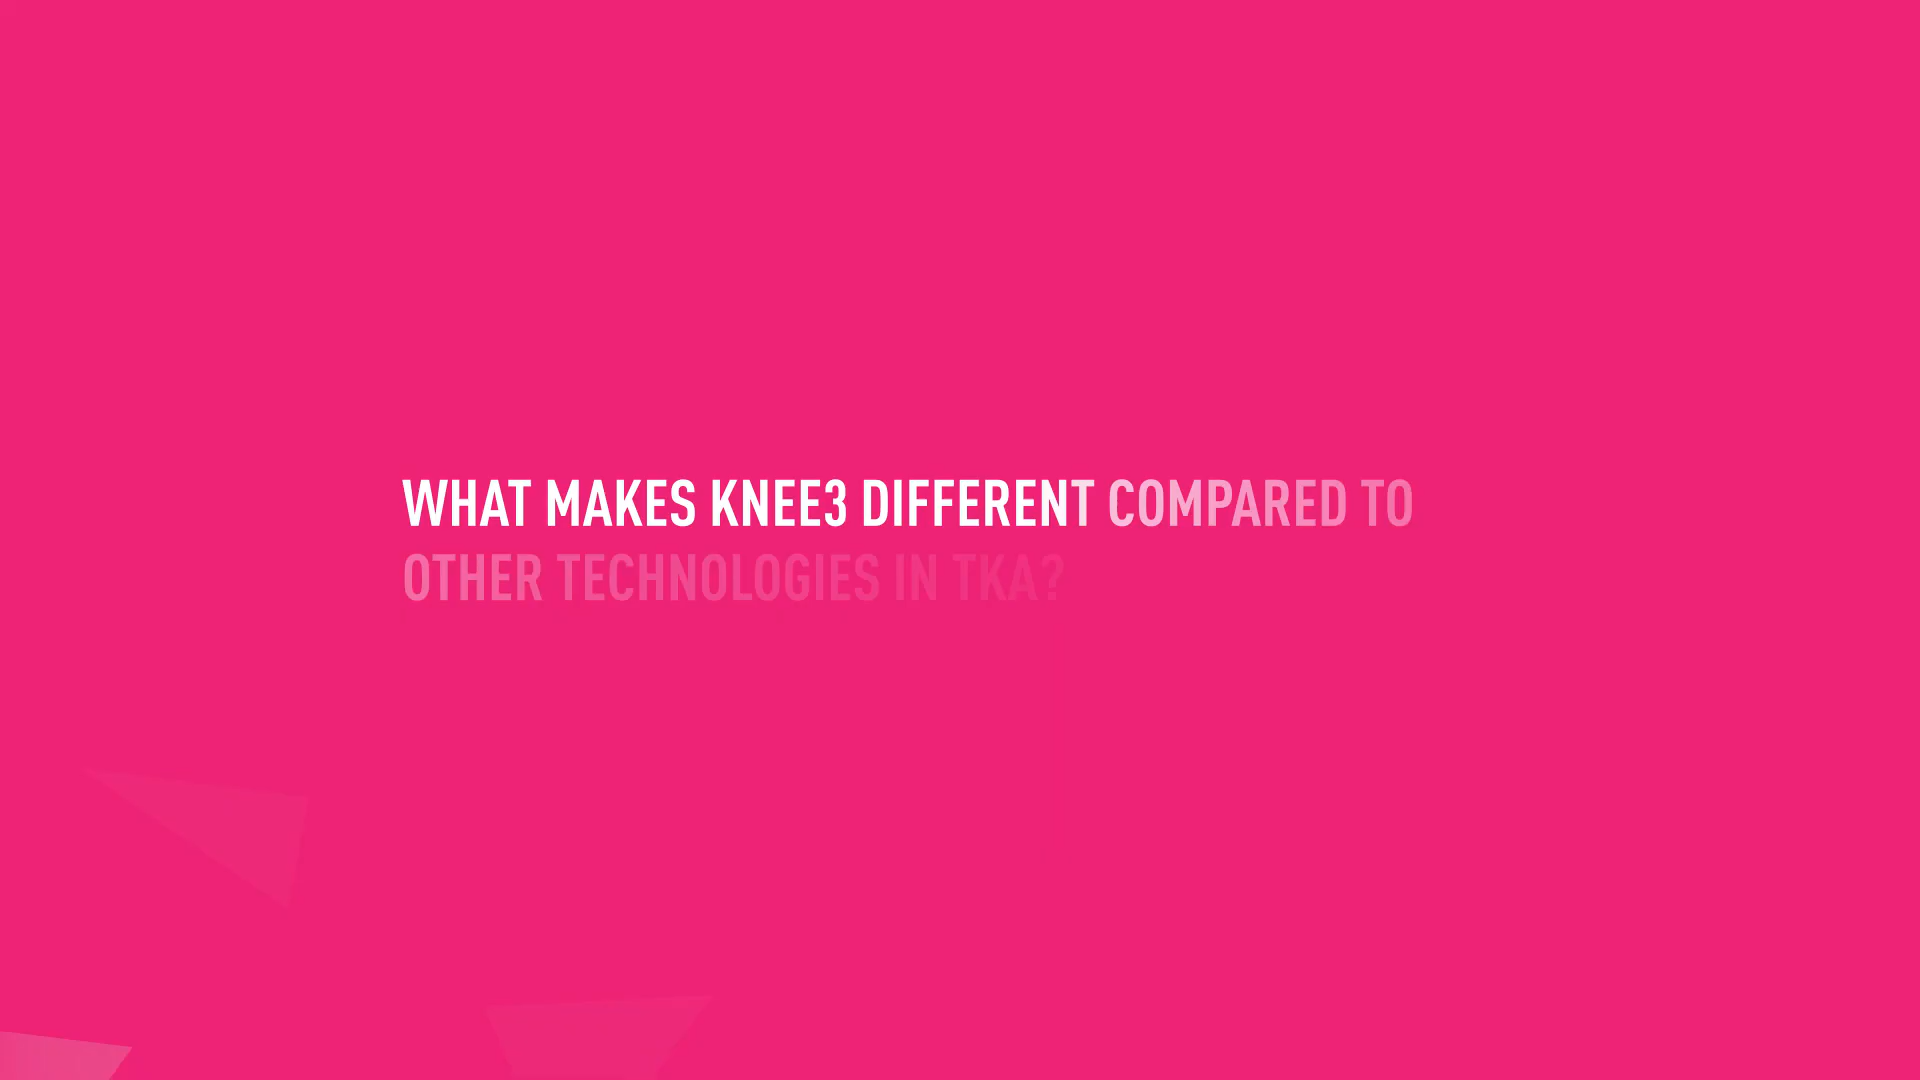 WHAT MAKES KNEE3 DIFFERENT COMPARED TO
OTHER TECHNOLOGIES IN TKA?